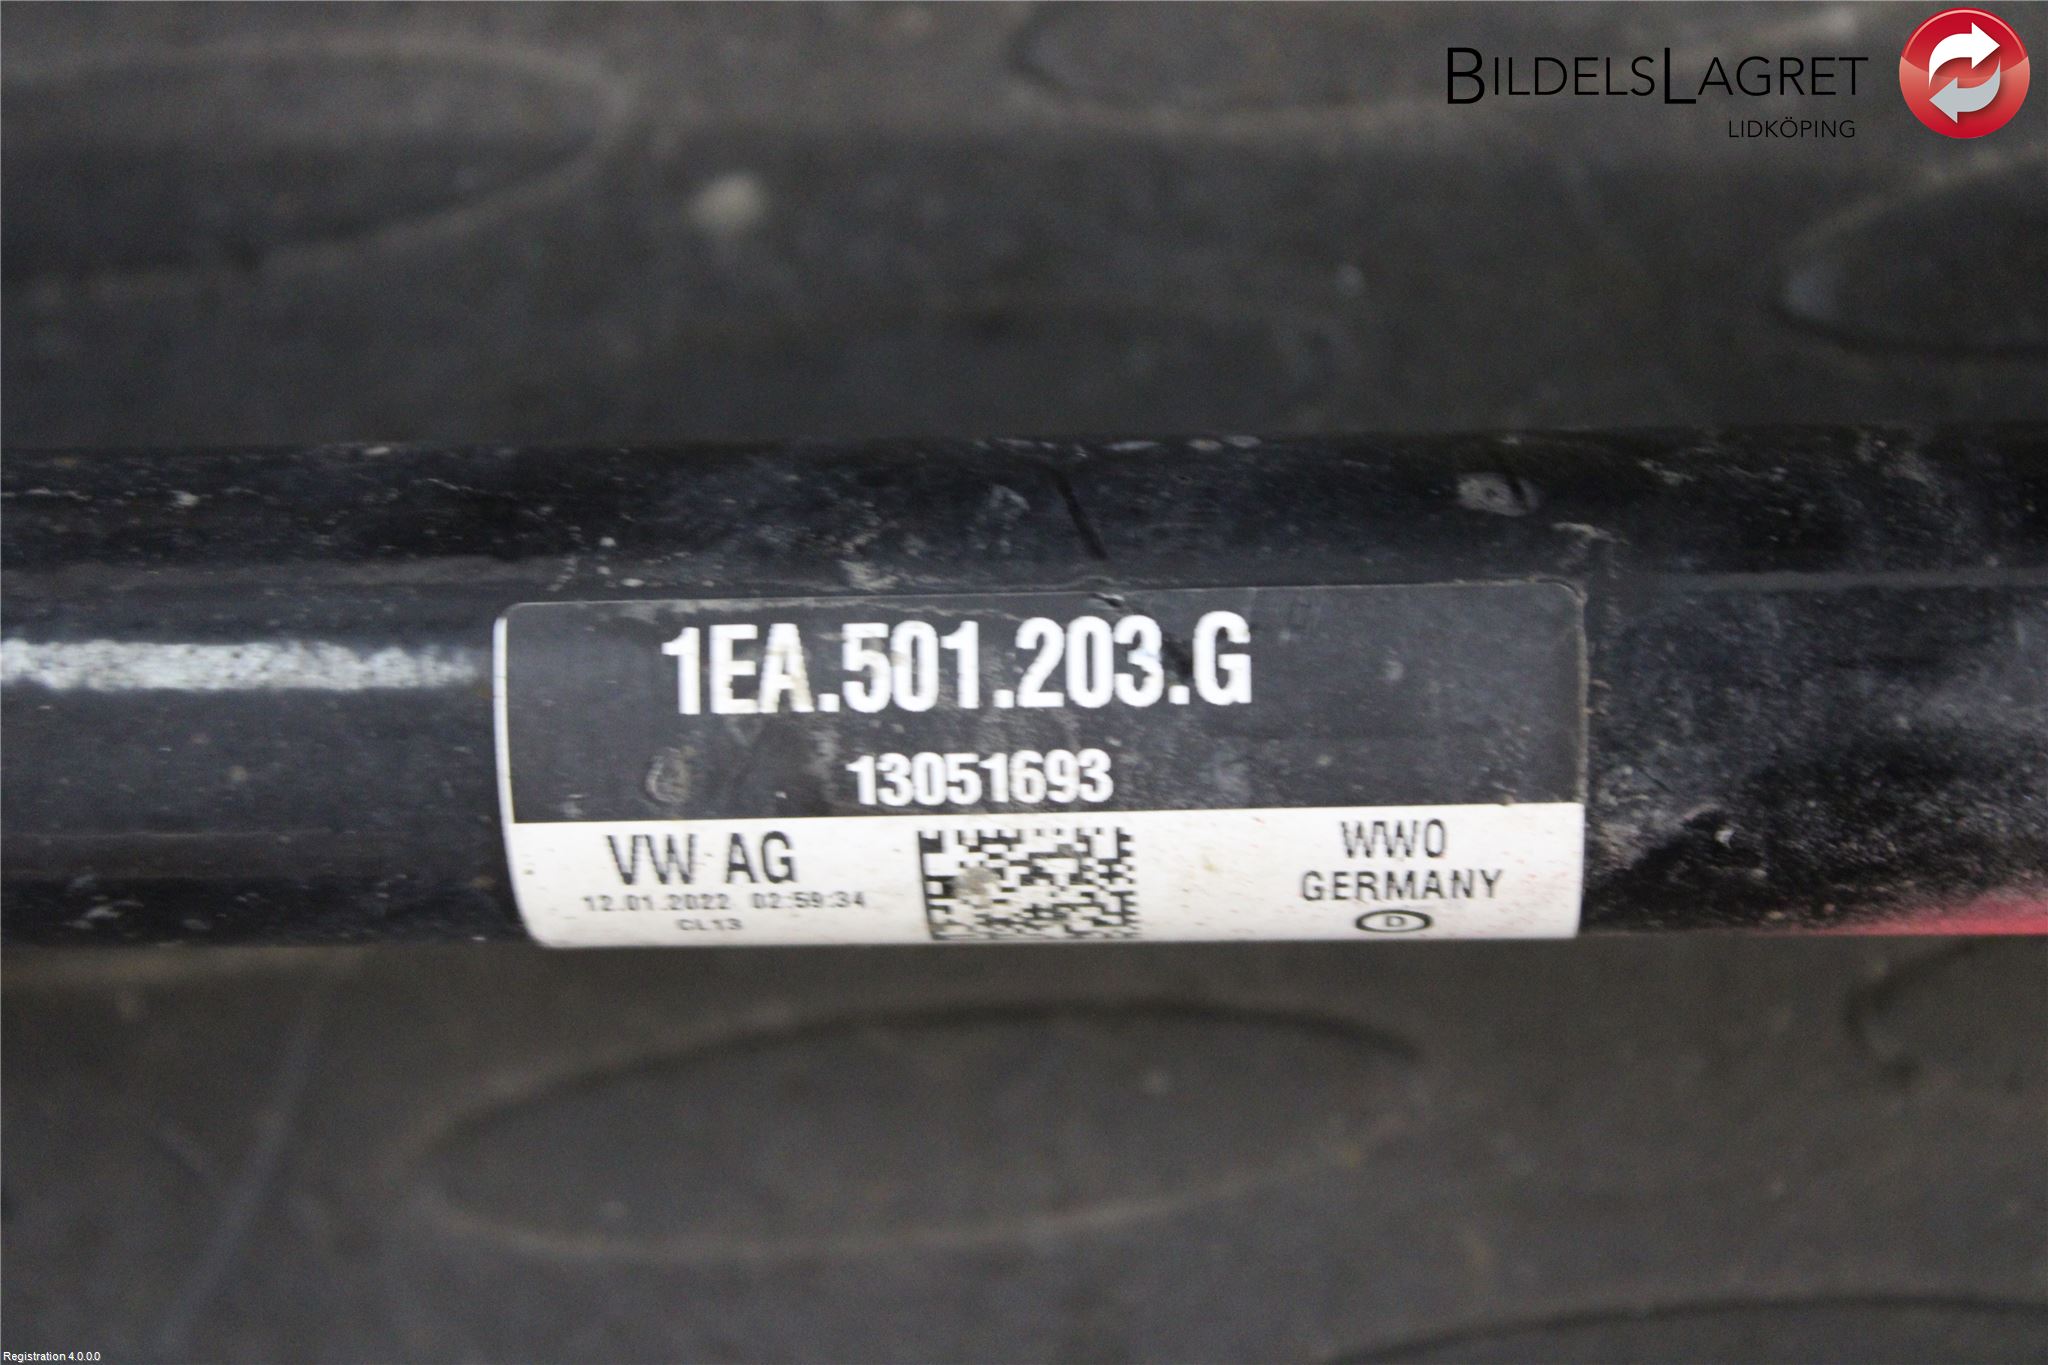 BILDELSLAGRET
LIDKÖPING
1EA.501.203.G
13051693
VW AG
12.01.2022 02:59:34
CL13
WWO
GERMANY
D
Registration 4.0.0.0